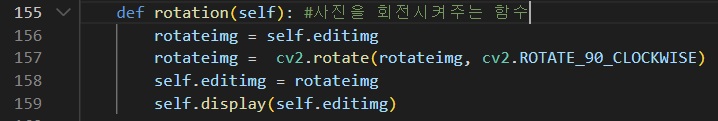 155 def rotation(self): #사진을 회전시켜주는 함수
156 rotateimg = self.editimg
157 rotateimg =  cv2.rotate(rotateimg, cv2.ROTATE_90_CLOCKWISE)
158 self.editimg = rotateimg
159 self.display(self.editimg)